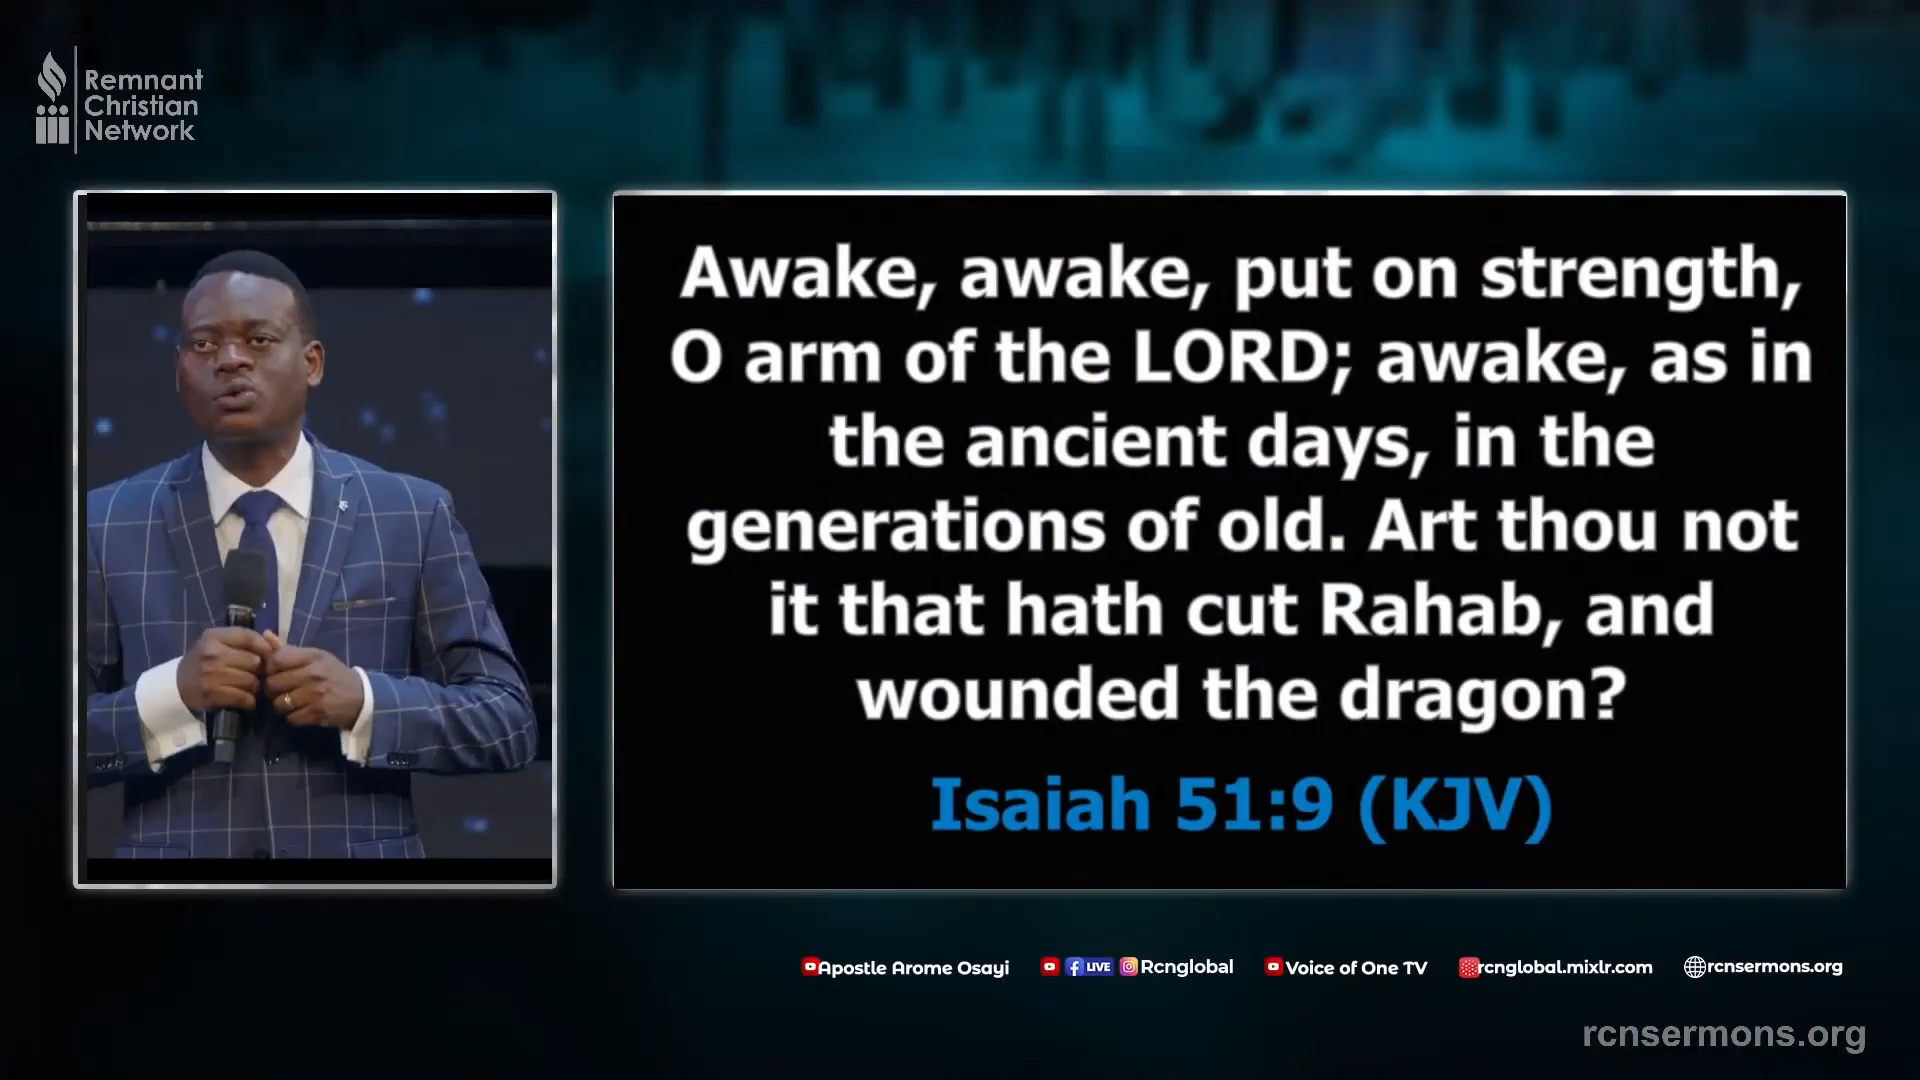 Remnant
Christian
Network
Awake, awake, put on strength,
O arm of the LORD; awake, as in
the ancient days, in the
generations of old. Art thou not
it that hath cut Rahab, and
wounded the dragon?
Isaiah 51:9 (KJV)
Apostle Arome Osayi LIVE Rcnglobal Voice of One TV rcnglobal.mixlr.com rcnsermons.org
rcnsermons.org